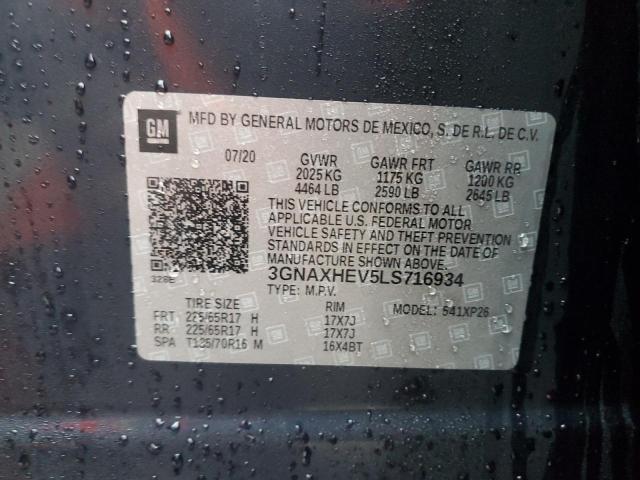 GM
MFD BY GENERAL MOTORS DE MEXICO, S. DE R.L. DE C.V.
07/20 GVWR GAWR FRT GAWR RR
2025 KG 1175 KG 1200 KG
4464 LB 2590 LB 2645 LB
THIS VEHICLE CONFORMS TO ALL
APPLICABLE U.S. FEDERAL MOTOR
VEHICLE SAFETY AND THEFT PREVENTION
STANDARDS IN EFFECT ON THE DATE OF
MANUFACTURE SHOWN ABOVE.
328E 3GNAXHEV5LS716934
TYPE: M.P.V.
TIRE SIZE RIM MODEL: 541XP26
FRT 225/65R17 H 17X7J
RR 225/65R17 H 17X7J
SPA T125/70R16 M 16X4BT